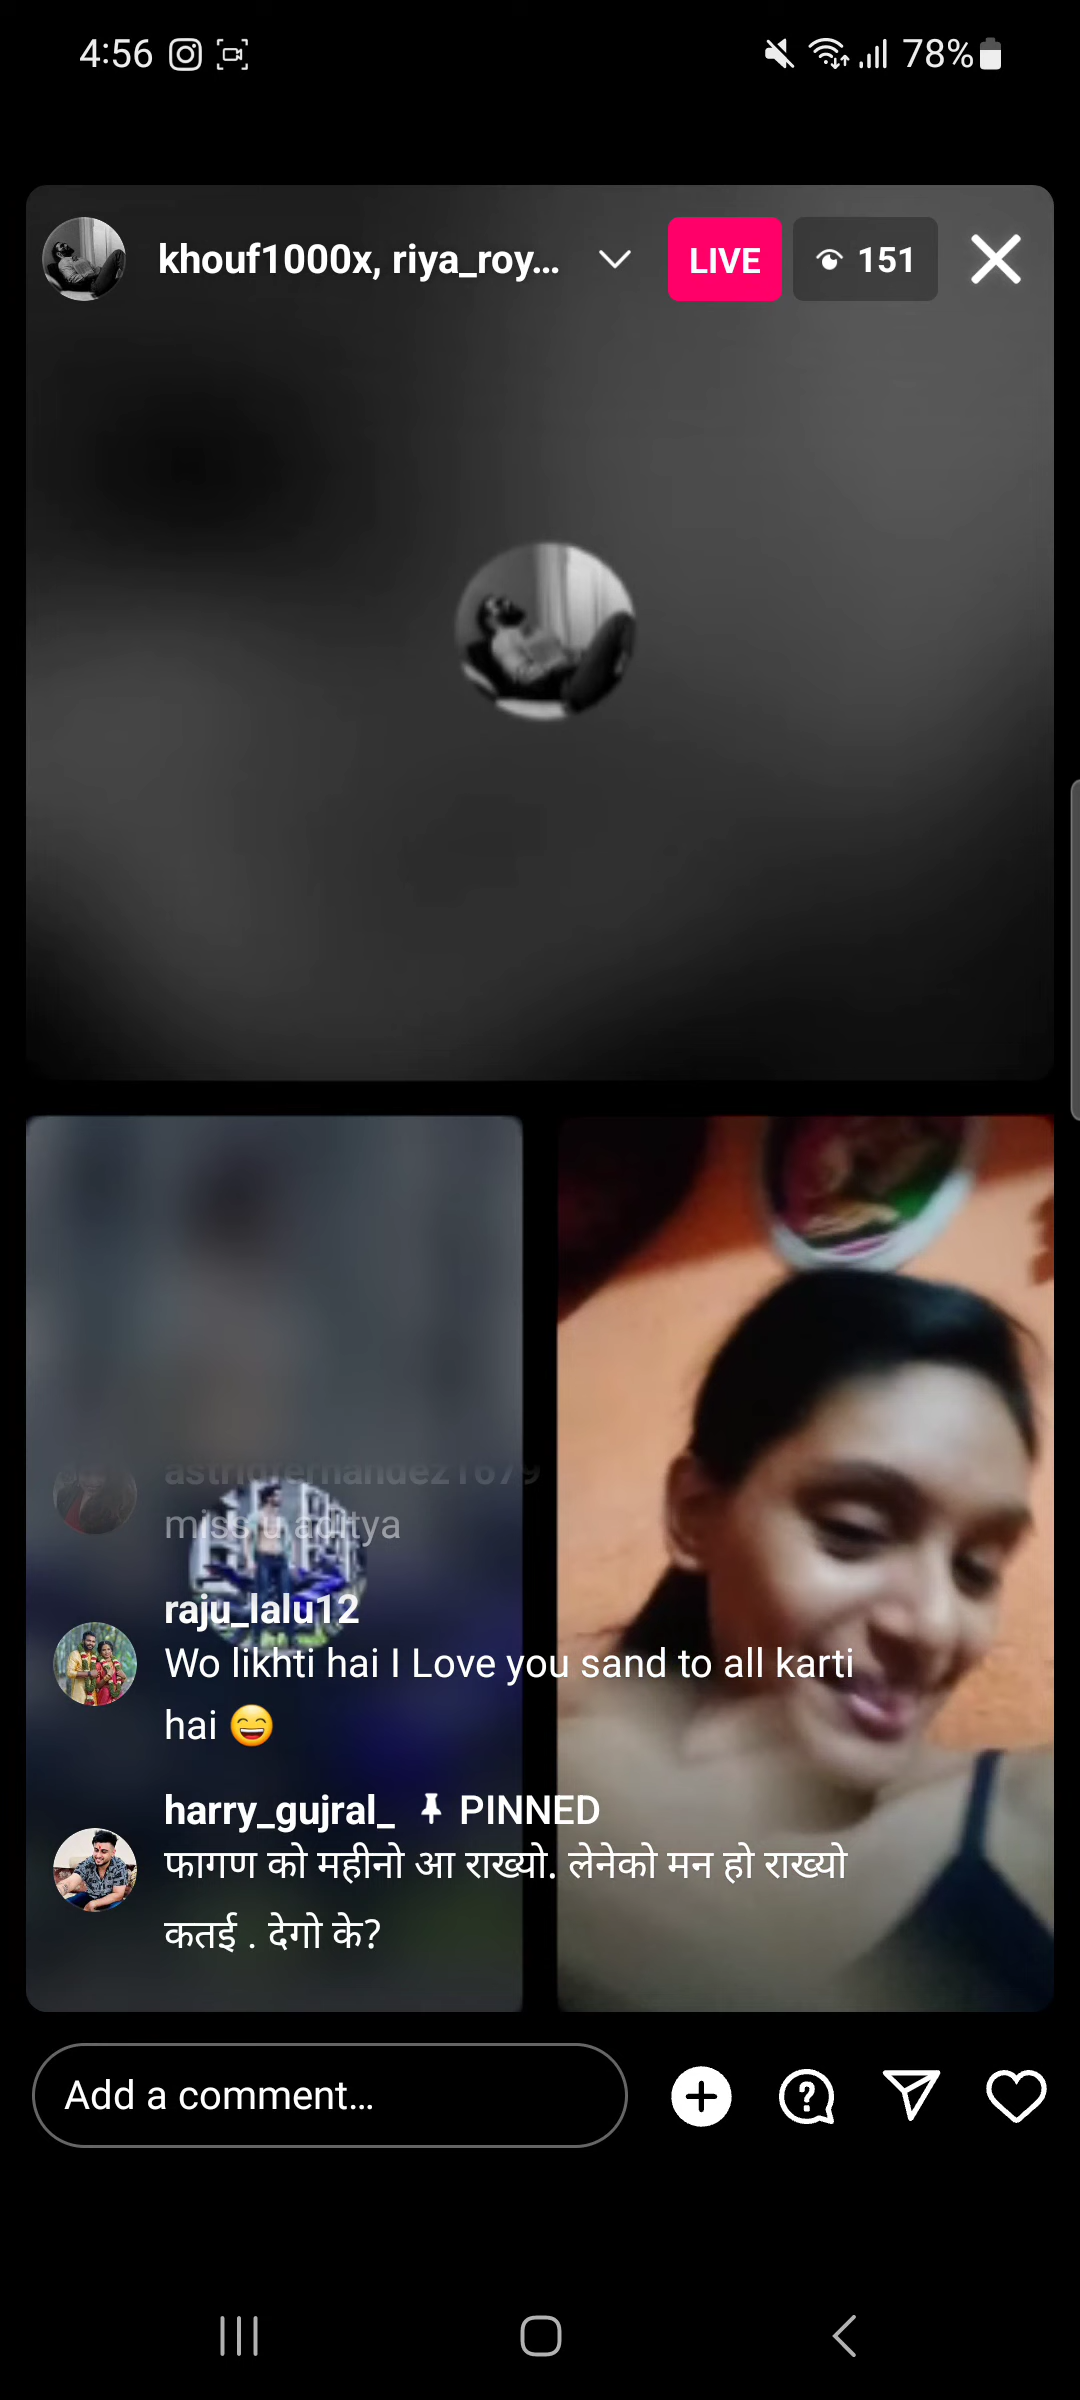 4:56 78%
khouf1000x, riya_roy... LIVE 151
astridfernandez1679
miss u aditya
raju_lalu12
Wo likhti hai I Love you sand to all karti
hai 😄
harry_gujral_ PINNED
फागण को महीनो आ राख्यो. लेनेको मन हो राख्यो
कतई . देगो के?
Add a comment...